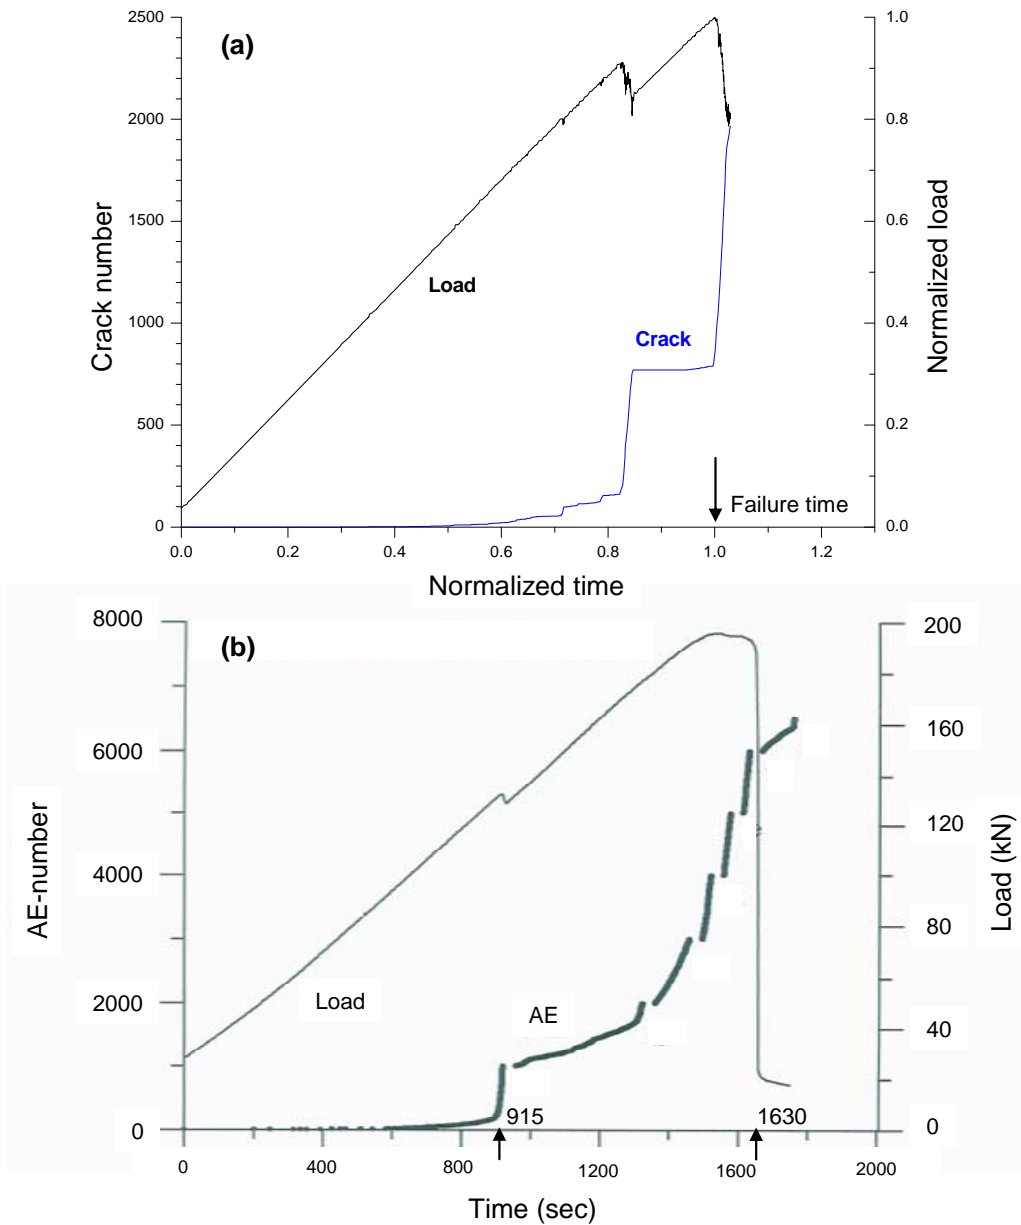 (a)
2500
2000
1500
1000
500
0
Crack number
1.0
0.8
0.6
0.4
0.2
0.0
Normalized load
Load
Crack
Failure time
0.0 0.2 0.4 0.6 0.8 1.0 1.2
Normalized time
(b)
8000
6000
4000
2000
0
AE-number
200
160
120
80
40
0
Load (kN)
Load
AE
915
1630
0 400 800 1200 1600 2000
Time (sec)